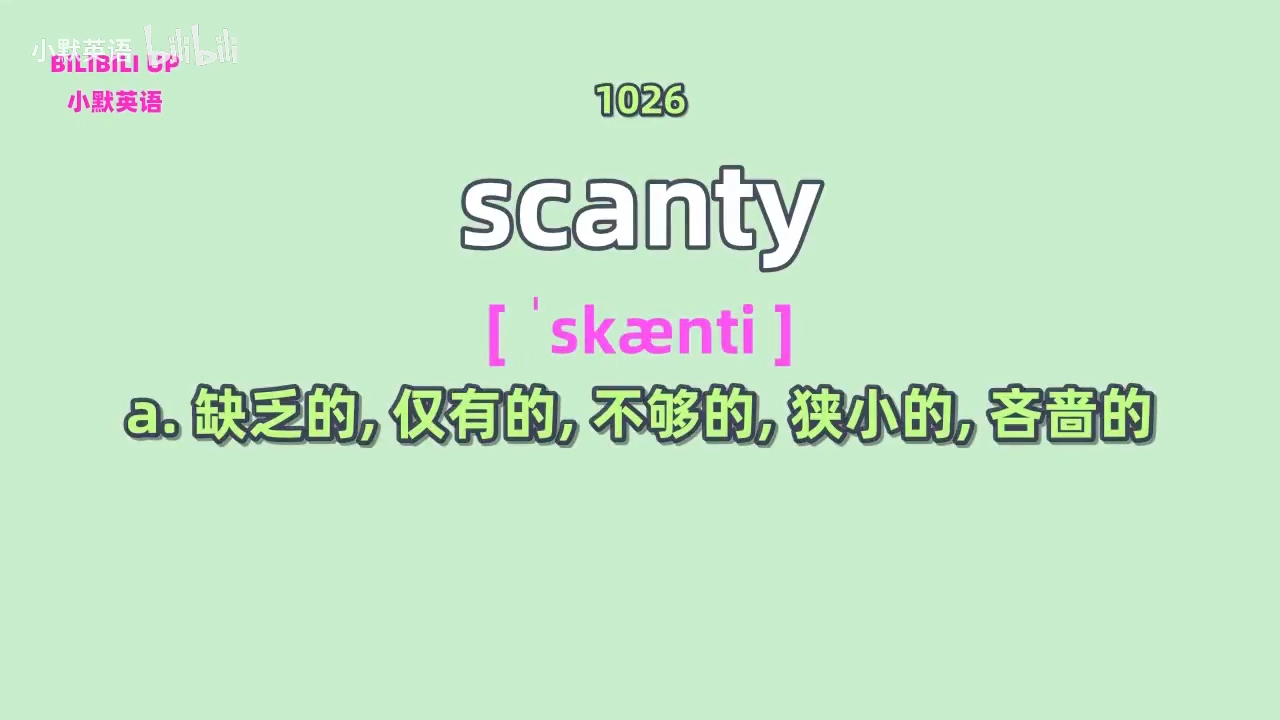 小默英语 bilibili
BILIBILI UP
小默英语
1026
scanty
[ ˈskænti ]
a. 缺乏的, 仅有的, 不够的, 狭小的, 吝啬的